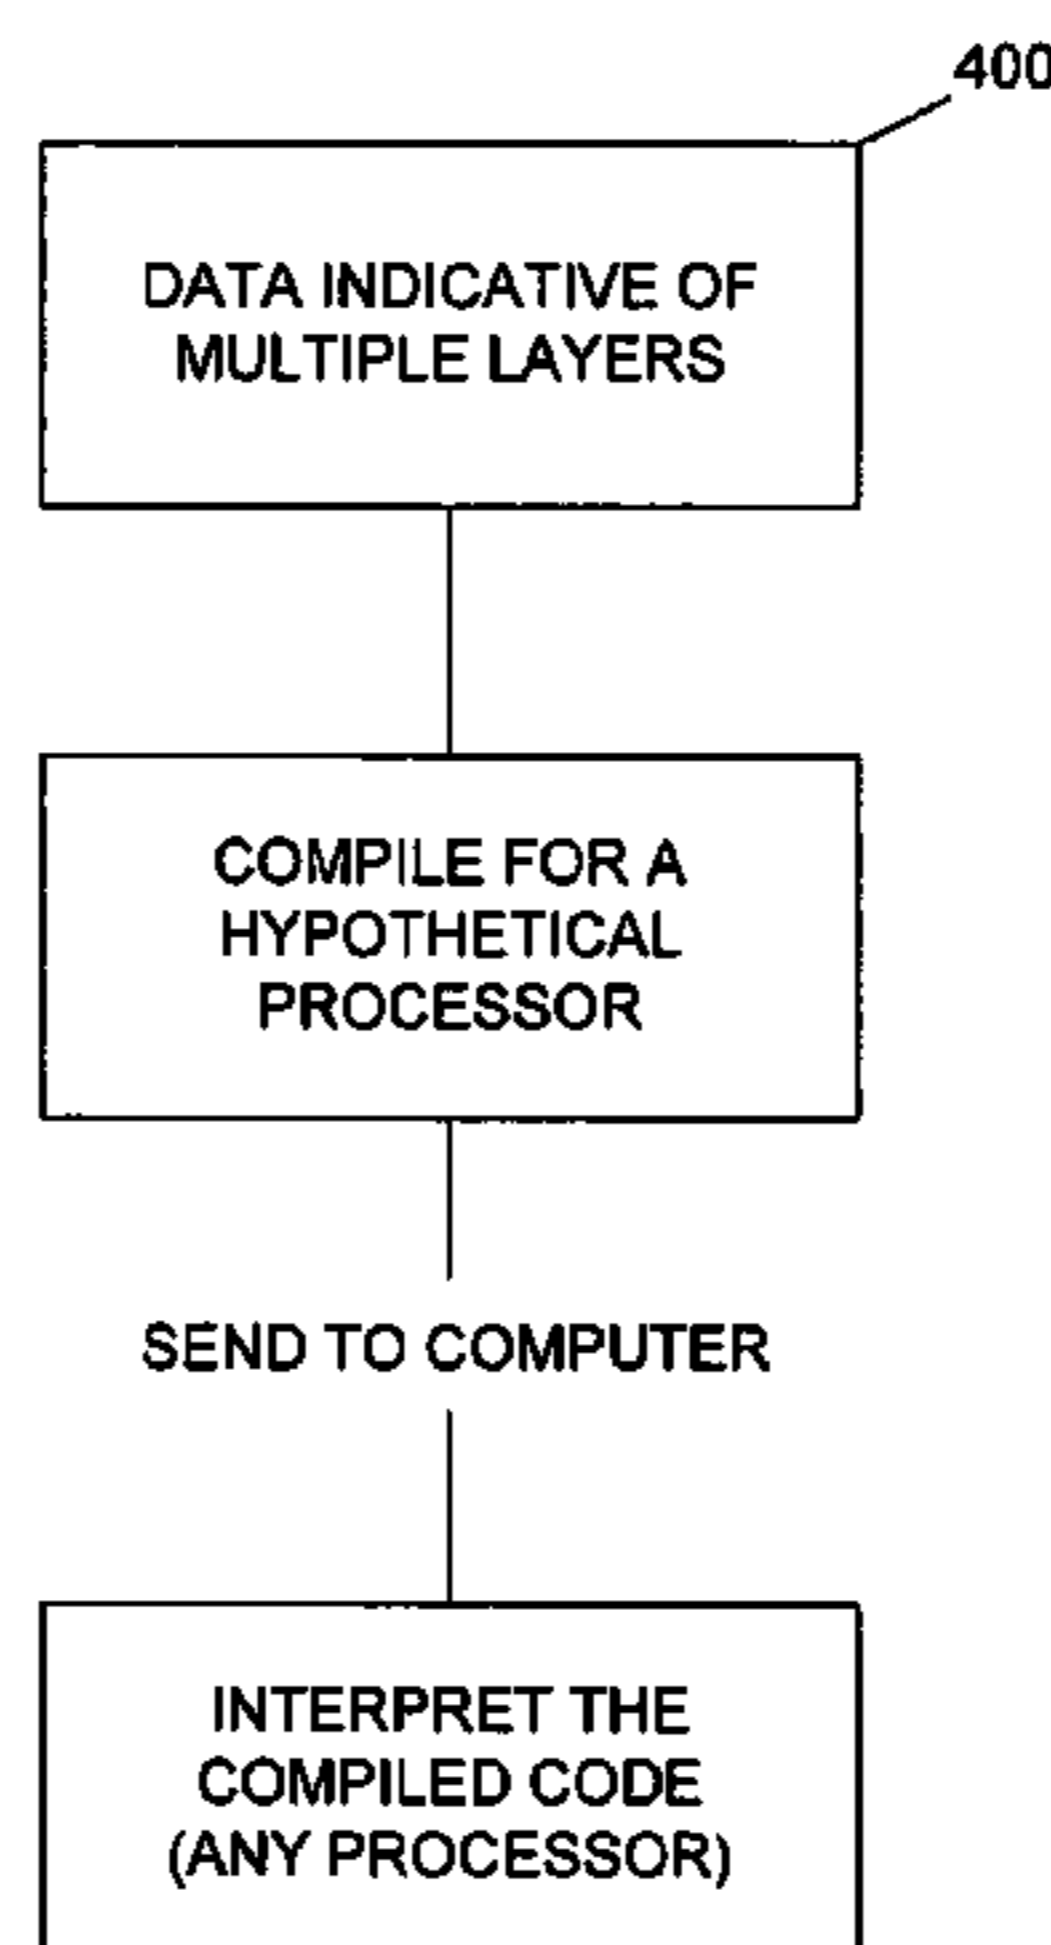 400
DATA INDICATIVE OF
MULTIPLE LAYERS
COMPILE FOR A
HYPOTHETICAL
PROCESSOR
SEND TO COMPUTER
INTERPRET THE
COMPILED CODE
(ANY PROCESSOR)